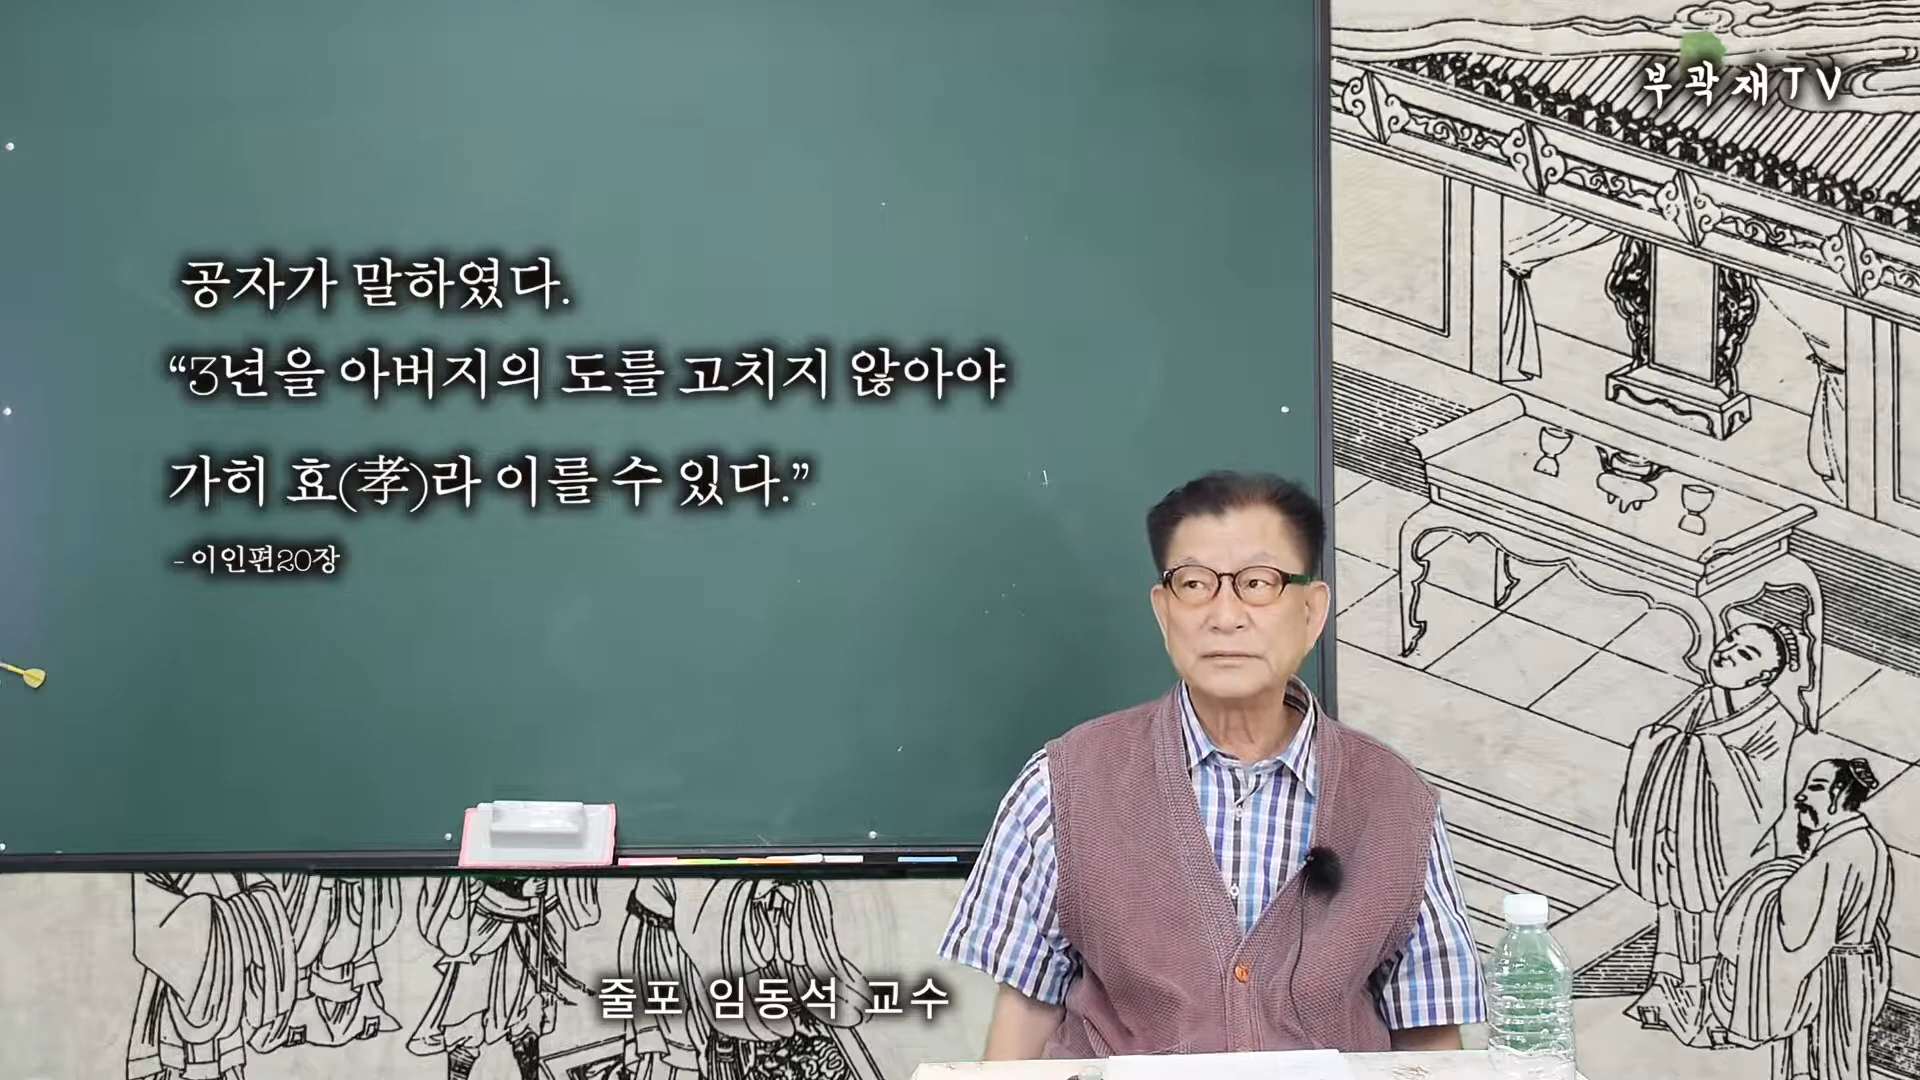 부곽재TV
공자가 말하였다.
“3년을 아버지의 도를 고치지 않아야
가히 효(孝)라 이를 수 있다.”
- 이인편20장
줄포 임동석 교수